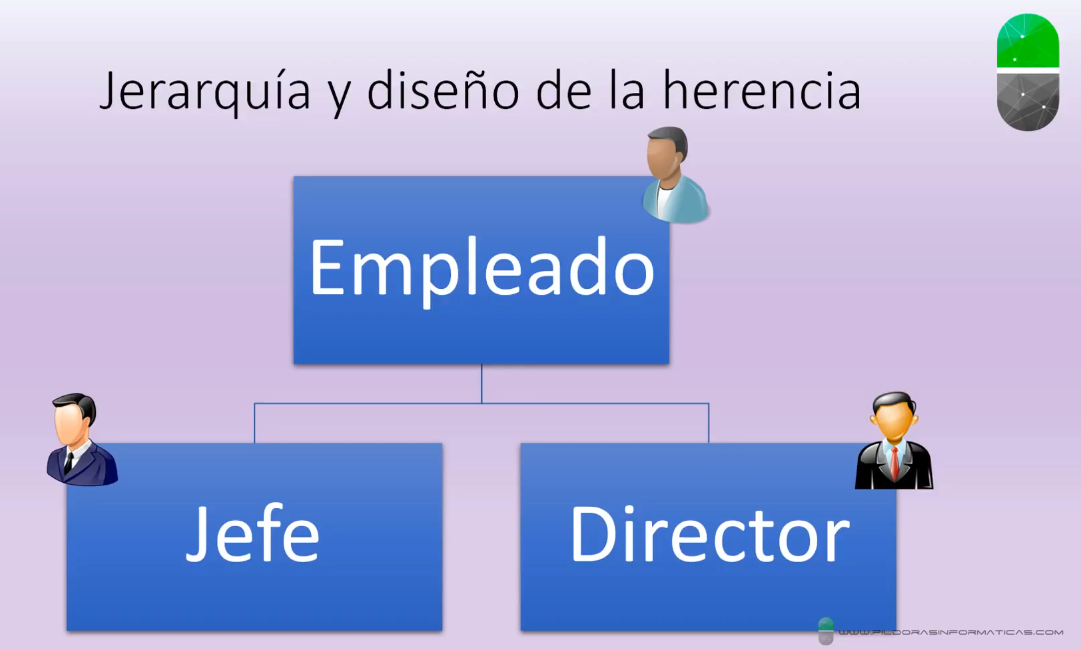 Jerarquía y diseño de la herencia
Empleado
Jefe
Director
WWW.PILDORASINFORMATICAS.COM